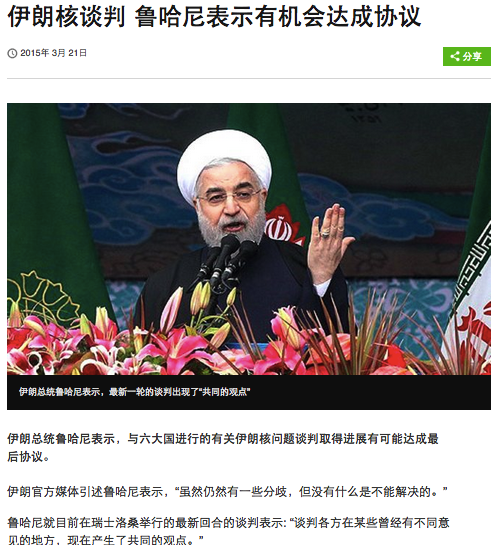 伊朗核谈判 鲁哈尼表示有机会达成协议
2015年 3月 21日
分享
伊朗总统鲁哈尼表示，最新一轮的谈判出现了“共同的观点”
伊朗总统鲁哈尼表示，与六大国进行的有关伊朗核问题谈判取得进展有可能达成最
后协议。
伊朗官方媒体引述鲁哈尼表示，“虽然仍然有一些分歧，但没有什么是不能解决的。”
鲁哈尼就目前在瑞士洛桑举行的最新回合的谈判表示: “谈判各方在某些曾经有不同意
见的地方，现在产生了共同的观点。”